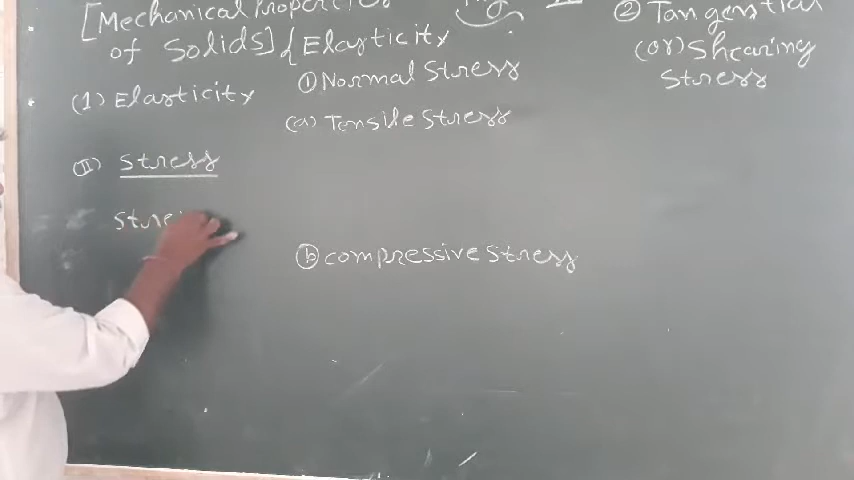 [Mechanical Properties
of Solids] { Elasticity
(1) Elasticity
(II) Stress
Stre
① Normal Stress
(a) Tensile Stress
ⓑ compressive Stress
② Tangential
(or) Shearing
Stress